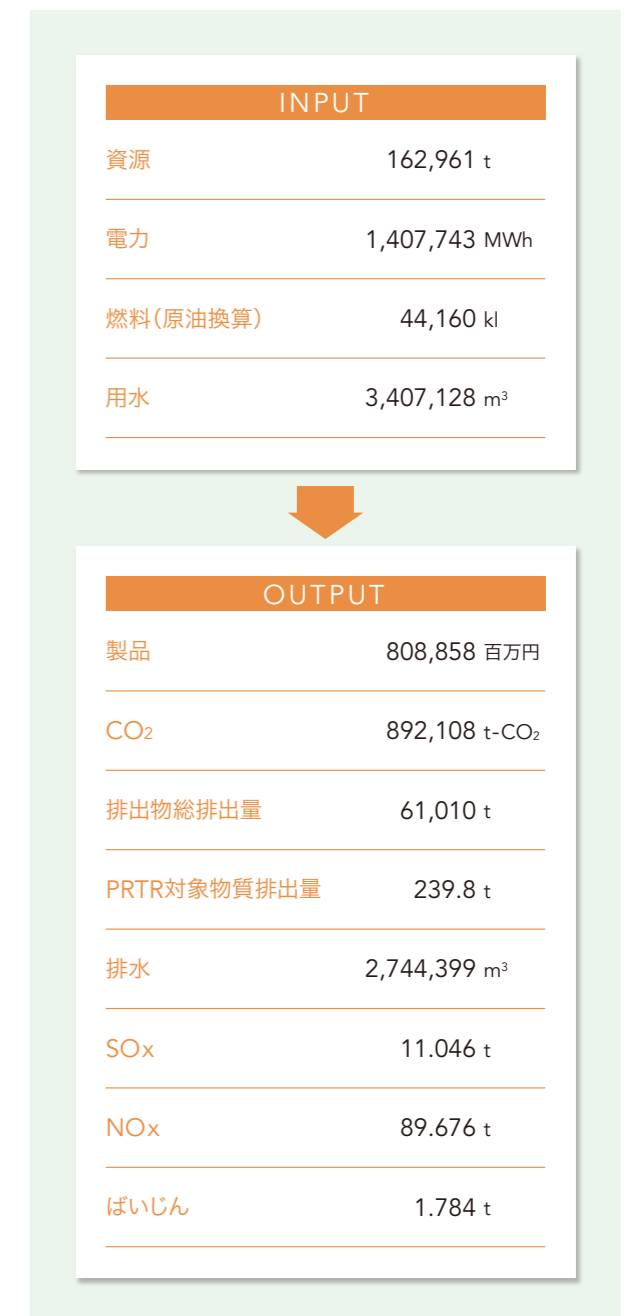 INPUT
資源 162,961 t
電力 1,407,743 MWh
燃料(原油換算) 44,160 kl
用水 3,407,128 m³
OUTPUT
製品 808,858 百万円
CO₂ 892,108 t-CO₂
排出物総排出量 61,010 t
PRTR対象物質排出量 239.8 t
排水 2,744,399 m³
SOx 11.046 t
NOx 89.676 t
ばいじん 1.784 t